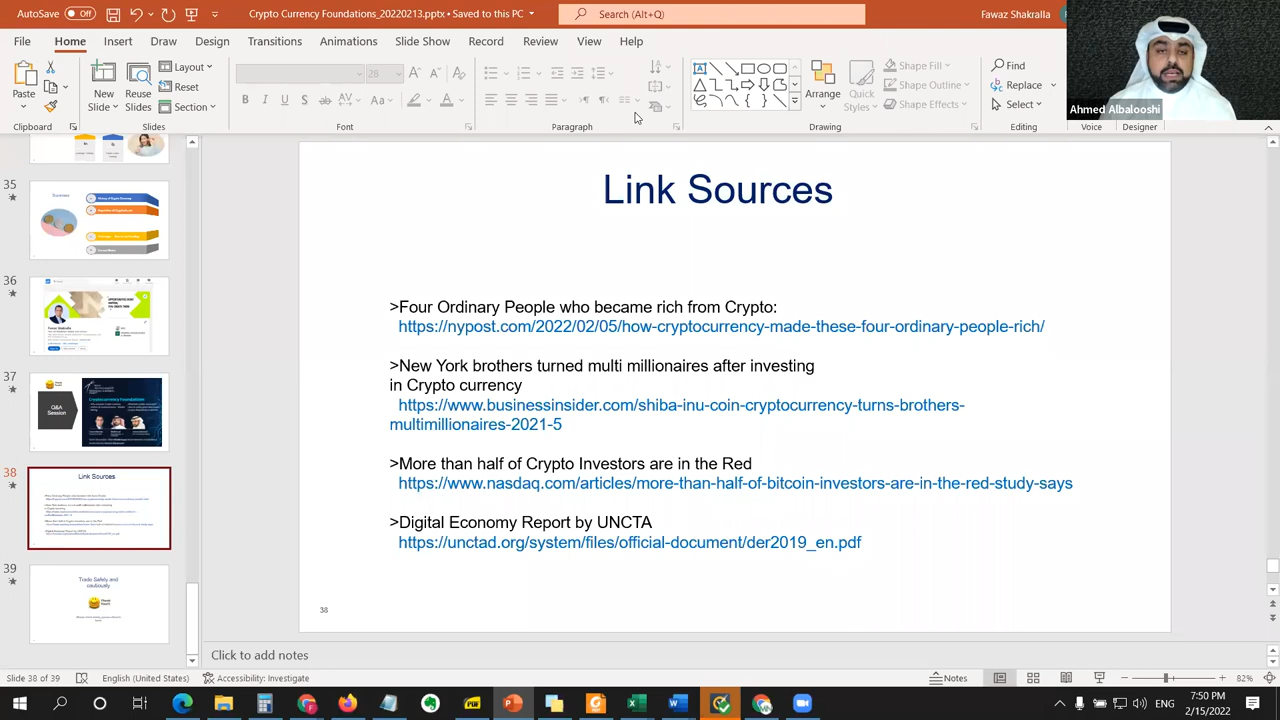 AutoSave
Off
Crypto Currency Foundations_20220213.pptx • Saved to this PC
Search (Alt+Q)
Fawaz Shakralla
File Home Insert Draw Design Transitions Animations Slide Show Record Review View Help
Paste
New
Slide
Reuse
Slides
Layout
Reset
Section
28
Shape Fill
Shape Outline
Shape Effects
Arrange
Quick
Styles
Find
Replace
Select
Clipboard Slides Font Paragraph Drawing Editing Voice Designer
Ahmed Albalooshi
35
36
37
Q&A
Session
38
Link Sources
39
Trade Safely and
cautiously
Link Sources
>Four Ordinary People who became rich from Crypto:
https://nypost.com/2022/02/05/how-cryptocurrency-made-these-four-ordinary-people-rich/
>New York brothers turned multi millionaires after investing
in Crypto currency
https://www.businessinsider.com/shiba-inu-coin-cryptocurrency-turns-brothers-
multimillionaires-2021-5
>More than half of Crypto Investors are in the Red
https://www.nasdaq.com/articles/more-than-half-of-bitcoin-investors-are-in-the-red-study-says
>Digital Economy Report by UNCTA
https://unctad.org/system/files/official-document/der2019_en.pdf
38
Click to add notes
Slide 38 of 39
English (United States)
Accessibility: Investigate
Notes
82%
ENG
7:50 PM
2/15/2022